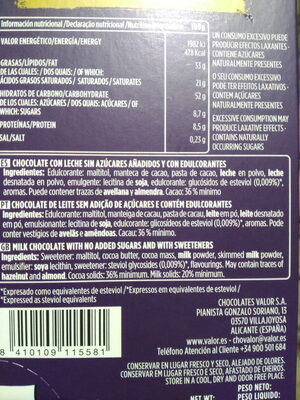 Información nutricional /Declaração nutricional / 100g
VALOR ENERGÉTICO/ENERGIA/ENERGY 1982 kJ
478 kcal
GRASAS/LÍPIDOS/FAT 33 g
DE LAS CUALES: / DOS QUAIS: / OF WHICH:
ÁCIDOS GRASOS SATURADOS / SATURADOS / SATURATES 21 g
HIDRATOS DE CARBONO/CARBOHYDRATE 52 g
DE LOS CUALES: AZÚCARES / DOS QUAIS: AÇÚCARES / OF
WHICH: SUGARS 8,7 g
PROTEÍNAS/PROTEIN 8,5 g
SAL/SALT 0,23 g
UN CONSUMO EXCESIVO PUEDE
PRODUCIR EFECTOS LAXANTES -
CONTIENE AZÚCARES
NATURALMENTE PRESENTES
O SEU CONSUMO EXCESSIVO
PODE TER EFEITOS LAXATIVOS -
CONTÉM AÇÚCARES
NATURALMENTE PRESENTES
EXCESSIVE CONSUMPTION MAY
PRODUCE LAXATIVE EFFECTS -
CONTAINS NATURALLY
OCCURRING SUGARS
ES CHOCOLATE CON LECHE SIN AZÚCARES AÑADIDOS Y CON EDULCORANTES
Ingredientes: Edulcorante: maltitol, manteca de cacao, pasta de cacao, leche en polvo, leche
desnatada en polvo, emulgente: lecitina de soja, edulcorante: glucósidos de esteviol (0,009%)*,
aromas. Puede contener trazas de avellana y almendra. Cacao: 36 % mínimo
PT CHOCOLATE DE LEITE SEM ADIÇÃO DE AÇÚCARES E CONTÉM EDULCORANTES
Ingredientes: Edulcorante: maltitol, manteiga de cacau, pasta de cacau, leite em pó, leite desnatado
em pó, emulsionante: lecitina de soja, edulcorante: glicosídeos de esteviol (0,009%)*, aromas. Pode
conter vestígios de avelãs e amêndoas. Cacau: 36 % mínimo
GB MILK CHOCOLATE WITH NO ADDED SUGARS AND WITH SWEETENERS
Ingredients: Sweetener: maltitol, cocoa butter, cocoa mass, milk powder, skimmed milk powder,
emulsifier: soya lecithin, sweetener: steviol glycosides (0,009%)*, flavourings. May contain traces of
hazelnut and almond. Cocoa solids: 36% minimum. Milk solids: 20% minimum.
*Expresado como equivalentes de esteviol / *Expressos em equivalentes de esteviol /
*Expressed as steviol equivalents
CHOCOLATES VALOR S.A.
PIANISTA GONZALO SORIANO, 13
03570 VILLAJOYOSA
ALICANTE (ESPAÑA)
www.valor.es - chovalor@valor.es
Teléfono Atención al Cliente +34 900 501 684
8 410109 115581
CONSERVAR EN LUGAR FRESCO Y SECO, ALEJADO DE OLORES.
CONSERVAR EM LUGAR FRESCO E SECO, AFASTADO DE CHEIROS.
STORE IN A COOL, DRY AND ODOR FREE PLACE
PESO NETO
PESO LÍQUIDO